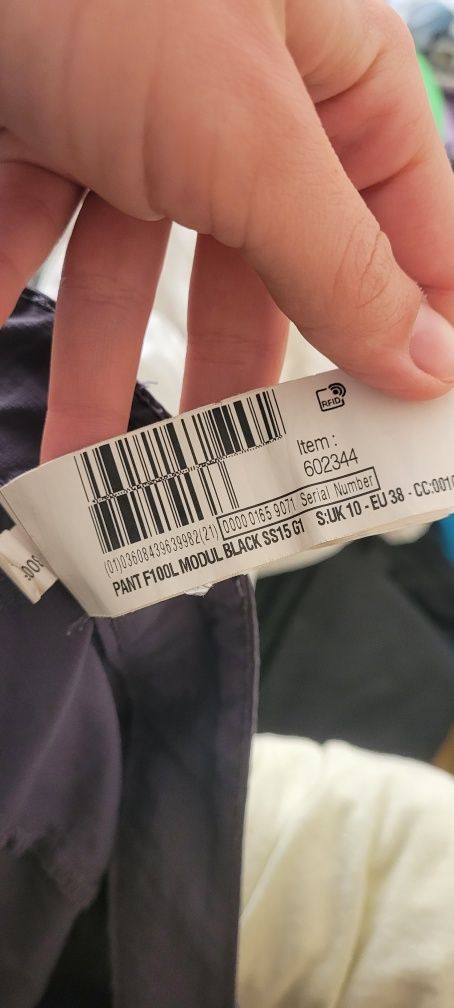 RFID
Item :
602344
0000 0165 9071 Serial Number
(01)03608439639982(21)
PANT F100L MODUL BLACK SS15 G1 S:UK 10 - EU 38 - CC:001